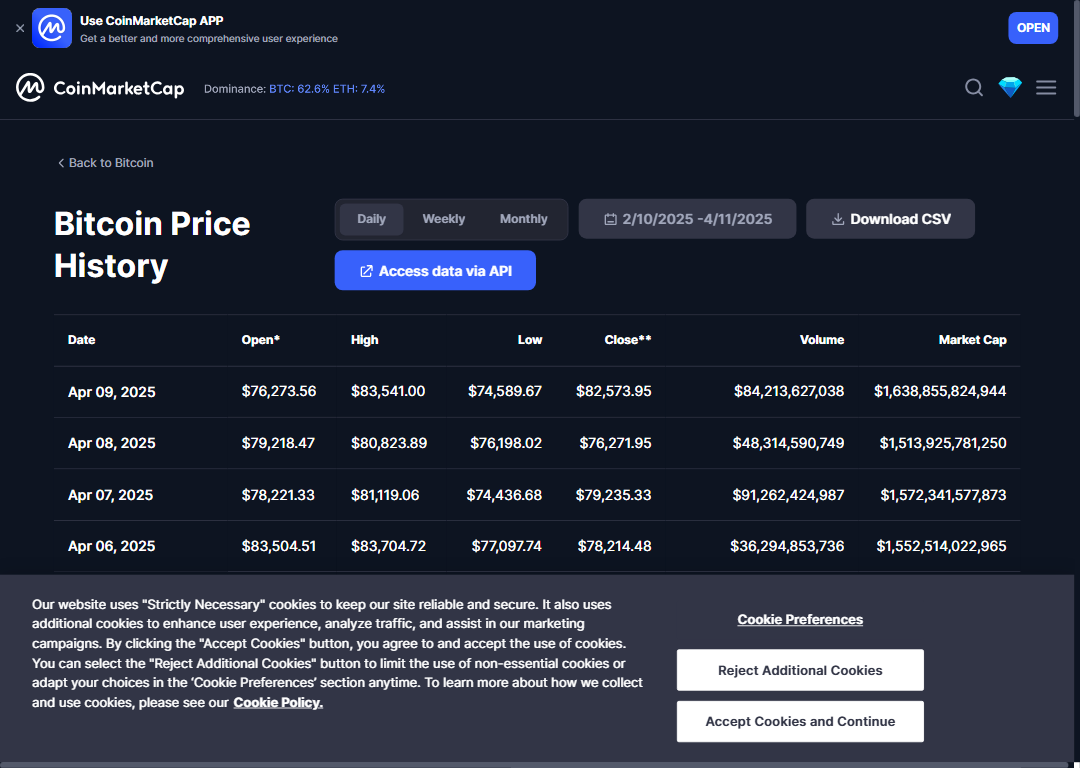 Use CoinMarketCap APP
Get a better and more comprehensive user experience
OPEN
CoinMarketCap
Dominance: BTC: 62.6% ETH: 7.4%
Back to Bitcoin
Bitcoin Price History
Daily Weekly Monthly
2/10/2025 -4/11/2025
Download CSV
Access data via API
Date Open* High Low Close** Volume Market Cap
Apr 09, 2025 $76,273.56 $83,541.00 $74,589.67 $82,573.95 $84,213,627,038 $1,638,855,824,944
Apr 08, 2025 $79,218.47 $80,823.89 $76,198.02 $76,271.95 $48,314,590,749 $1,513,925,781,250
Apr 07, 2025 $78,221.33 $81,119.06 $74,436.68 $79,235.33 $91,262,424,987 $1,572,341,577,873
Apr 06, 2025 $83,504.51 $83,704.72 $77,097.74 $78,214.48 $36,294,853,736 $1,552,514,022,965
Our website uses "Strictly Necessary" cookies to keep our site reliable and secure. It also uses
additional cookies to enhance user experience, analyze traffic, and assist in our marketing
campaigns. By clicking the "Accept Cookies" button, you agree to and accept the use of cookies.
You can select the "Reject Additional Cookies" button to limit the use of non-essential cookies or
adapt your choices in the ‘Cookie Preferences’ section anytime. To learn more about how we collect
and use cookies, please see our Cookie Policy.
Cookie Preferences
Reject Additional Cookies
Accept Cookies and Continue